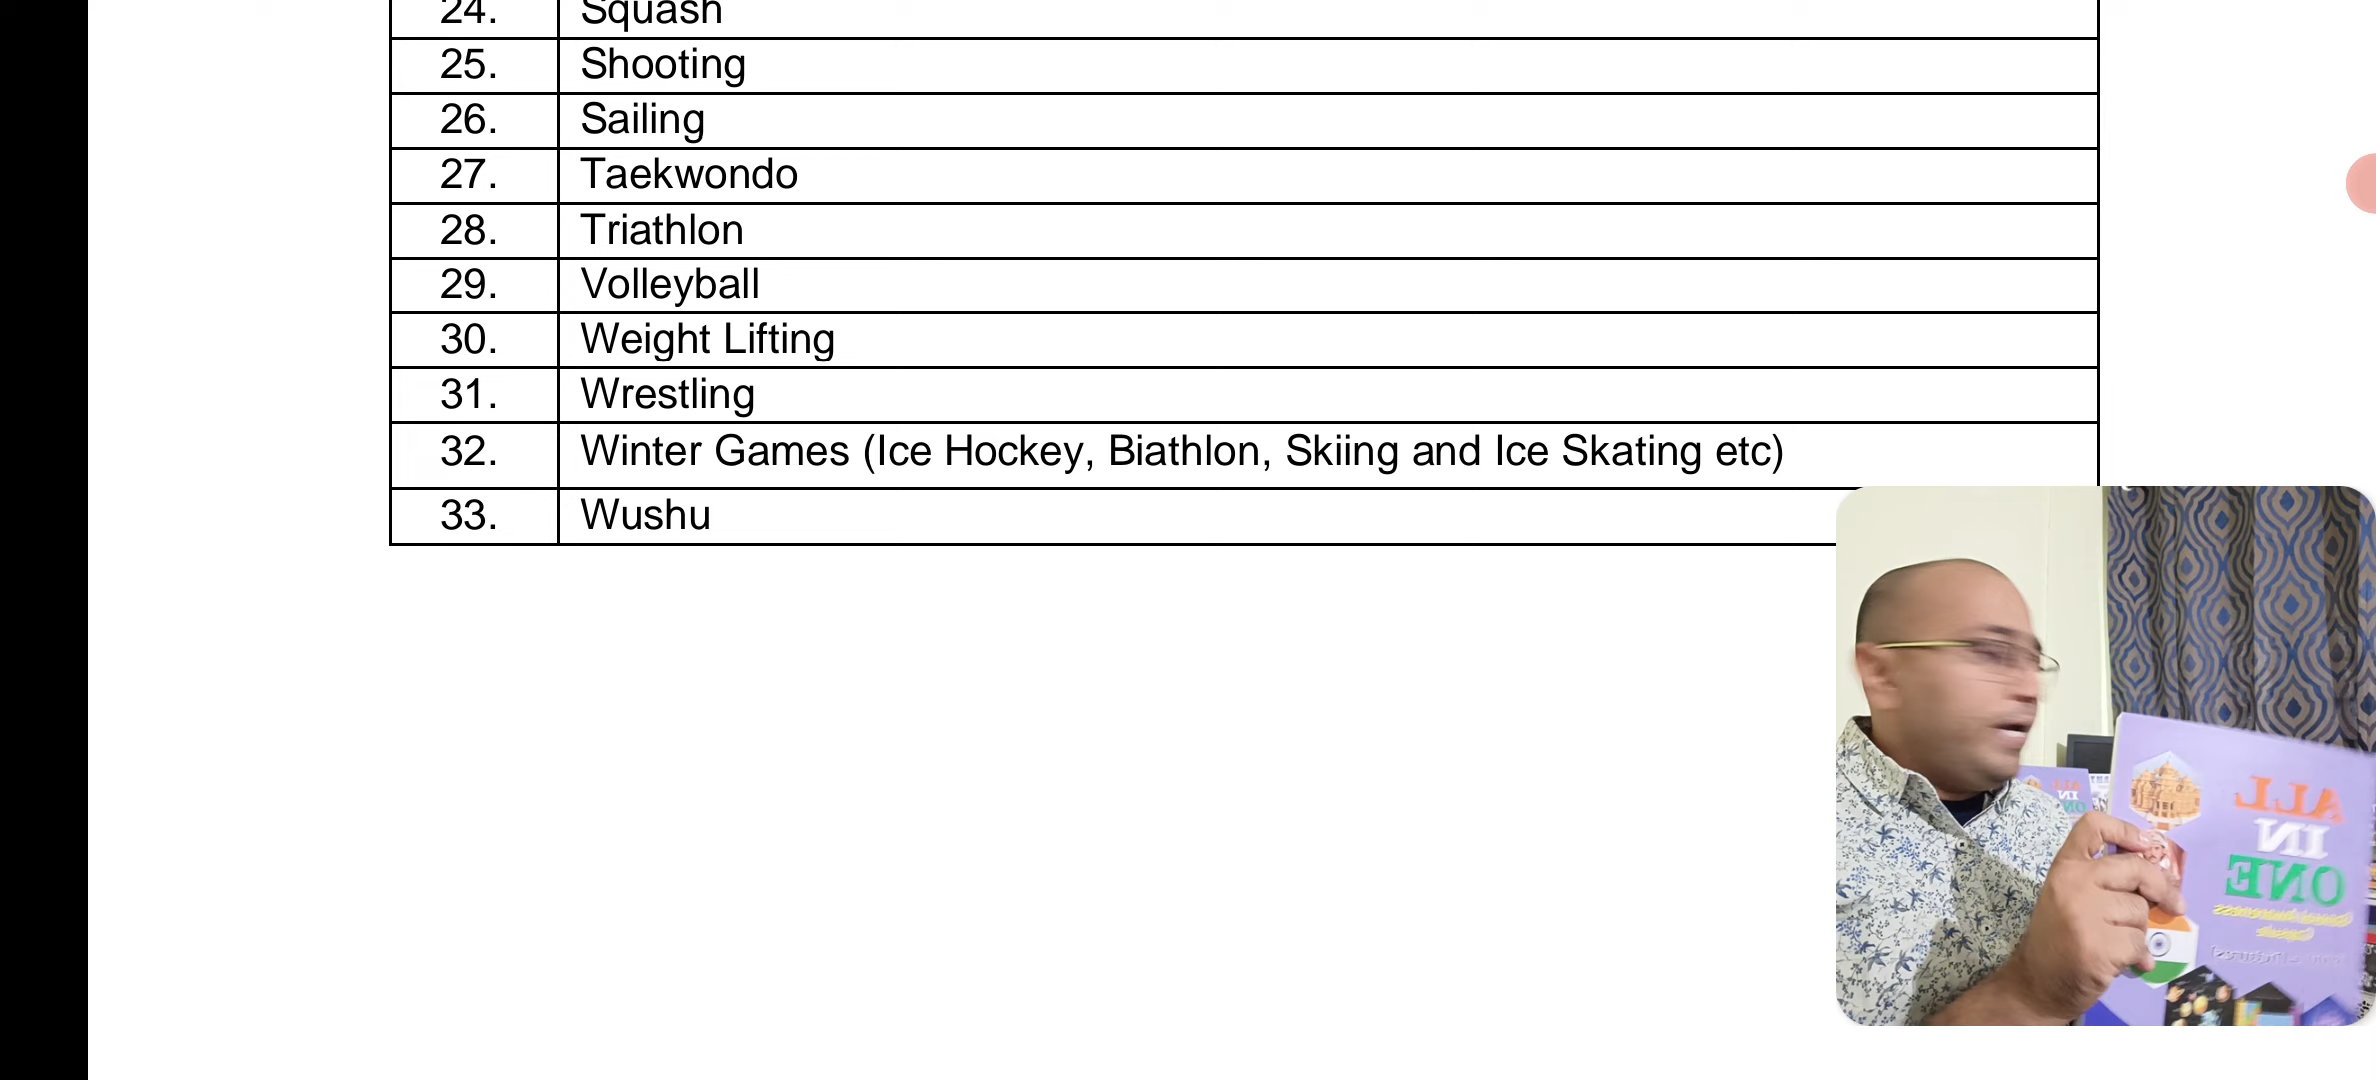 24. Squash
25. Shooting
26. Sailing
27. Taekwondo
28. Triathlon
29. Volleyball
30. Weight Lifting
31. Wrestling
32. Winter Games (Ice Hockey, Biathlon, Skiing and Ice Skating etc)
33. Wushu
ALL
IN
ONE